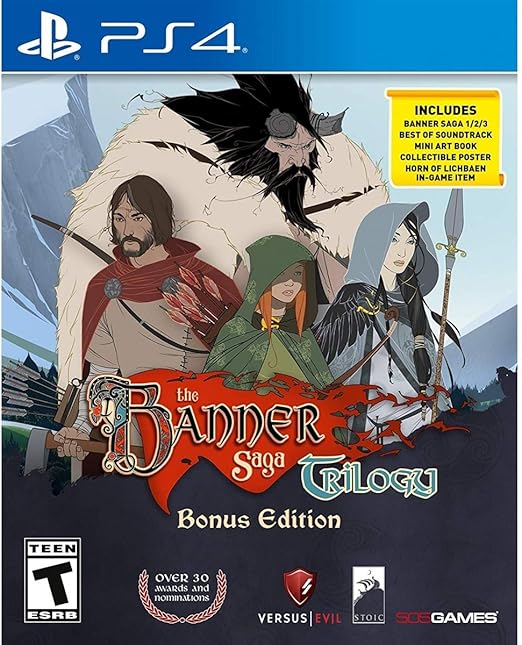 PS4
INCLUDES
BANNER SAGA 1/2/3
BEST OF SOUNDTRACK
MINI ART BOOK
COLLECTIBLE POSTER
HORN OF LICHBAEN
IN-GAME ITEM
the
BANNER
Saga
TRILOGY
Bonus Edition
TEEN
T
ESRB
OVER 30
awards and
nominations
VERSUS EVIL
STOIC
SOSGAMES